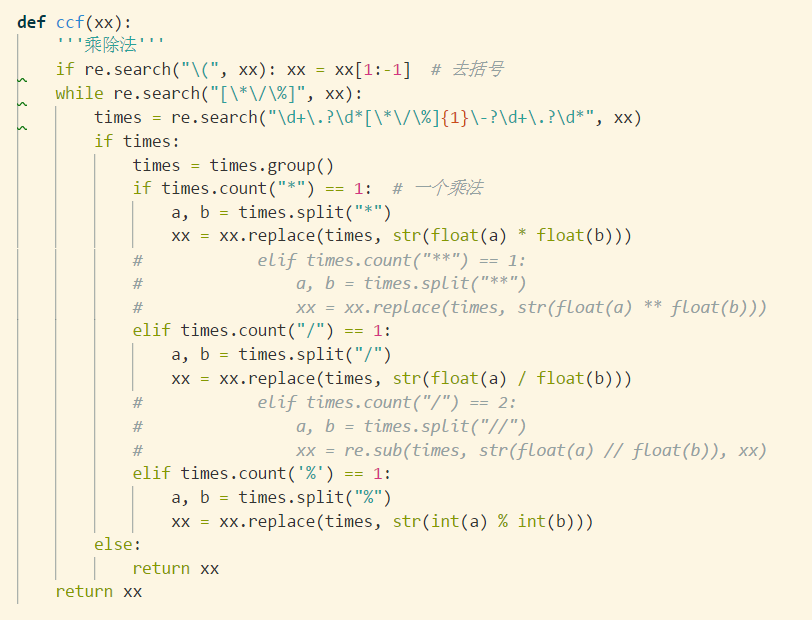 def ccf(xx):
    '''乘除法'''
    if re.search("\(", xx): xx = xx[1:-1]  # 去括号
    while re.search("[\*\/\%]", xx):
        times = re.search("\d+\.?\d*[\*\/\%]{1}\-?\d+\.?\d*", xx)
        if times:
            times = times.group()
            if times.count("*") == 1:  # 一个乘法
                a, b = times.split("*")
                xx = xx.replace(times, str(float(a) * float(b)))
            #            elif times.count("**") == 1:
            #                a, b = times.split("**")
            #                xx = xx.replace(times, str(float(a) ** float(b)))
            elif times.count("/") == 1:
                a, b = times.split("/")
                xx = xx.replace(times, str(float(a) / float(b)))
            #            elif times.count("/") == 2:
            #                a, b = times.split("//")
            #                xx = re.sub(times, str(float(a) // float(b)), xx)
            elif times.count('%') == 1:
                a, b = times.split("%")
                xx = xx.replace(times, str(int(a) % int(b)))
        else:
            return xx
    return xx